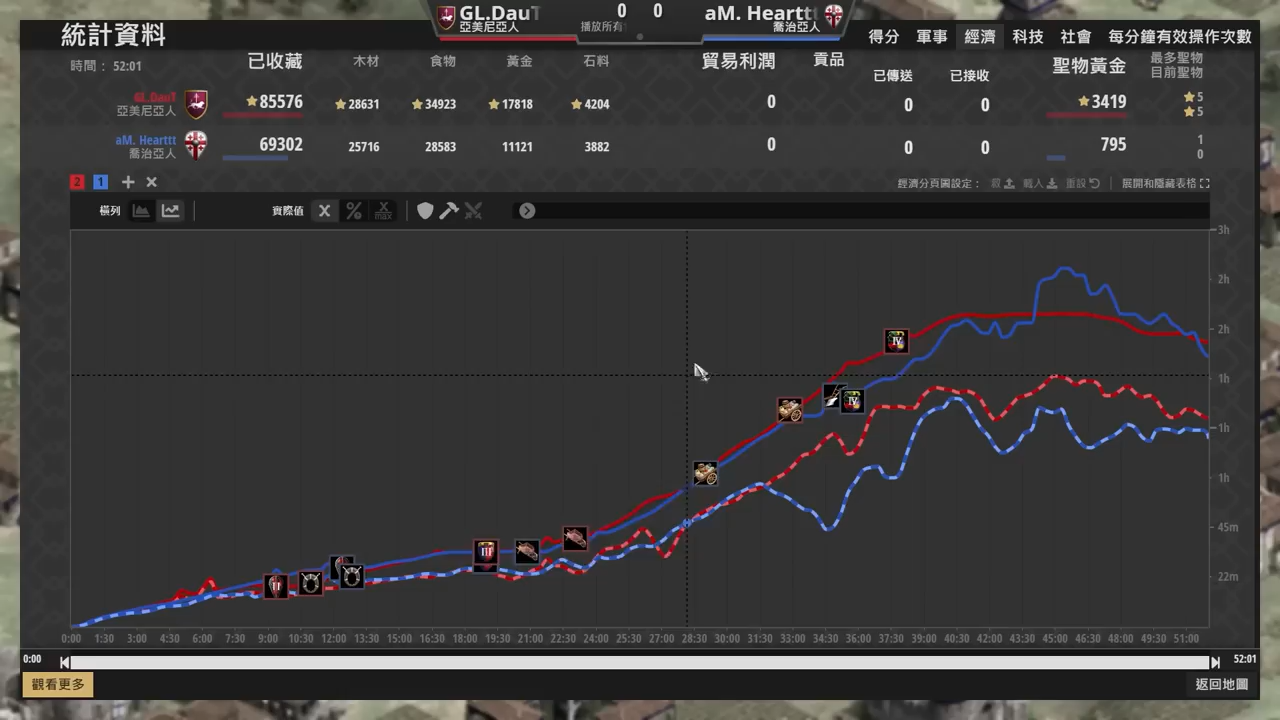 GL.DauT 0 0 aM. Hearttt
亞美尼亞人 播放所有 喬治亞人
統計資料
得分 軍事 經濟 科技 社會 每分鐘有效操作次數
時間： 52:01 已收藏 木材 食物 黃金 石料 貿易利潤 貢品 已傳送 已接收 聖物黃金 最多聖物 目前聖物
GL.DauT 85576 28631 34923 17818 4204 0 0 0 3419 5
亞美尼亞人 5
aM. Hearttt 69302 25716 28583 11121 3882 0 0 0 795 1
喬治亞人 0
2 1
經濟分頁圖設定： 載入 重設 展開和隱藏表格
橫列 實際值 X % X max
3h
2h
2h
1h
1h
1h
45m
22m
II III IV IV
0:00 1:30 3:00 4:30 6:00 7:30 9:00 10:30 12:00 13:30 15:00 16:30 18:00 19:30 21:00 22:30 24:00 25:30 27:00 28:30 30:00 31:30 33:00 34:30 36:00 37:30 39:00 40:30 42:00 43:30 45:00 46:30 48:00 49:30 51:00
0:00 52:01
觀看更多 返回地圖